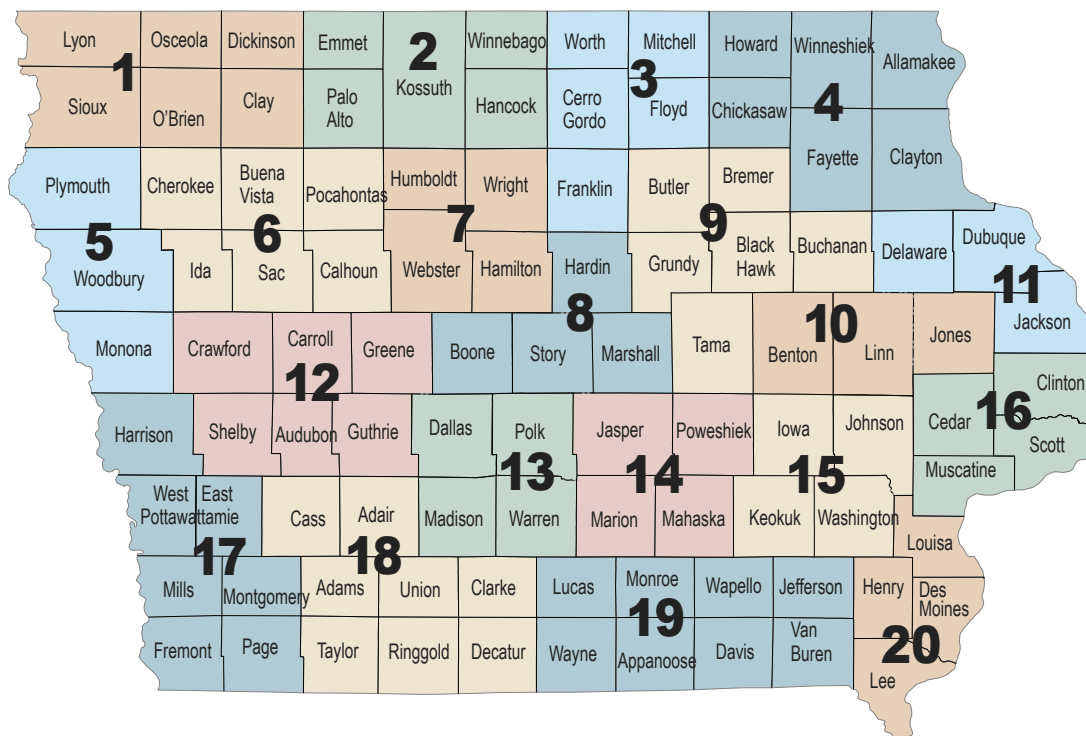 Lyon
Osceola
Dickinson
Emmet
2
Kossuth
Winnebago
Worth
Mitchell
Howard
Winneshiek
Allamakee
1
3
4
Sioux
O'Brien
Clay
Palo
Alto
Hancock
Cerro
Gordo
Floyd
Chickasaw
Fayette
Clayton
Plymouth
Cherokee
Buena
Vista
Pocahontas
Humboldt
Wright
Franklin
Butler
Bremer
5
6
7
9
Woodbury
Ida
Sac
Calhoun
Webster
Hamilton
Hardin
Grundy
Black
Hawk
Buchanan
Delaware
Dubuque
11
Jackson
8
10
Monona
Crawford
Carroll
Greene
Boone
Story
Marshall
Tama
Benton
Linn
Jones
12
Clinton
16
Harrison
Shelby
Audubon
Guthrie
Dallas
Polk
Jasper
Poweshiek
Iowa
Johnson
Cedar
Scott
13
14
15
Muscatine
West
Pottawattamie
East
Cass
Adair
Madison
Warren
Marion
Mahaska
Keokuk
Washington
Louisa
17
18
Mills
Montgomery
Adams
Union
Clarke
Lucas
Monroe
Wapello
Jefferson
Henry
Des
Moines
19
20
Fremont
Page
Taylor
Ringgold
Decatur
Wayne
Appanoose
Davis
Van
Buren
Lee